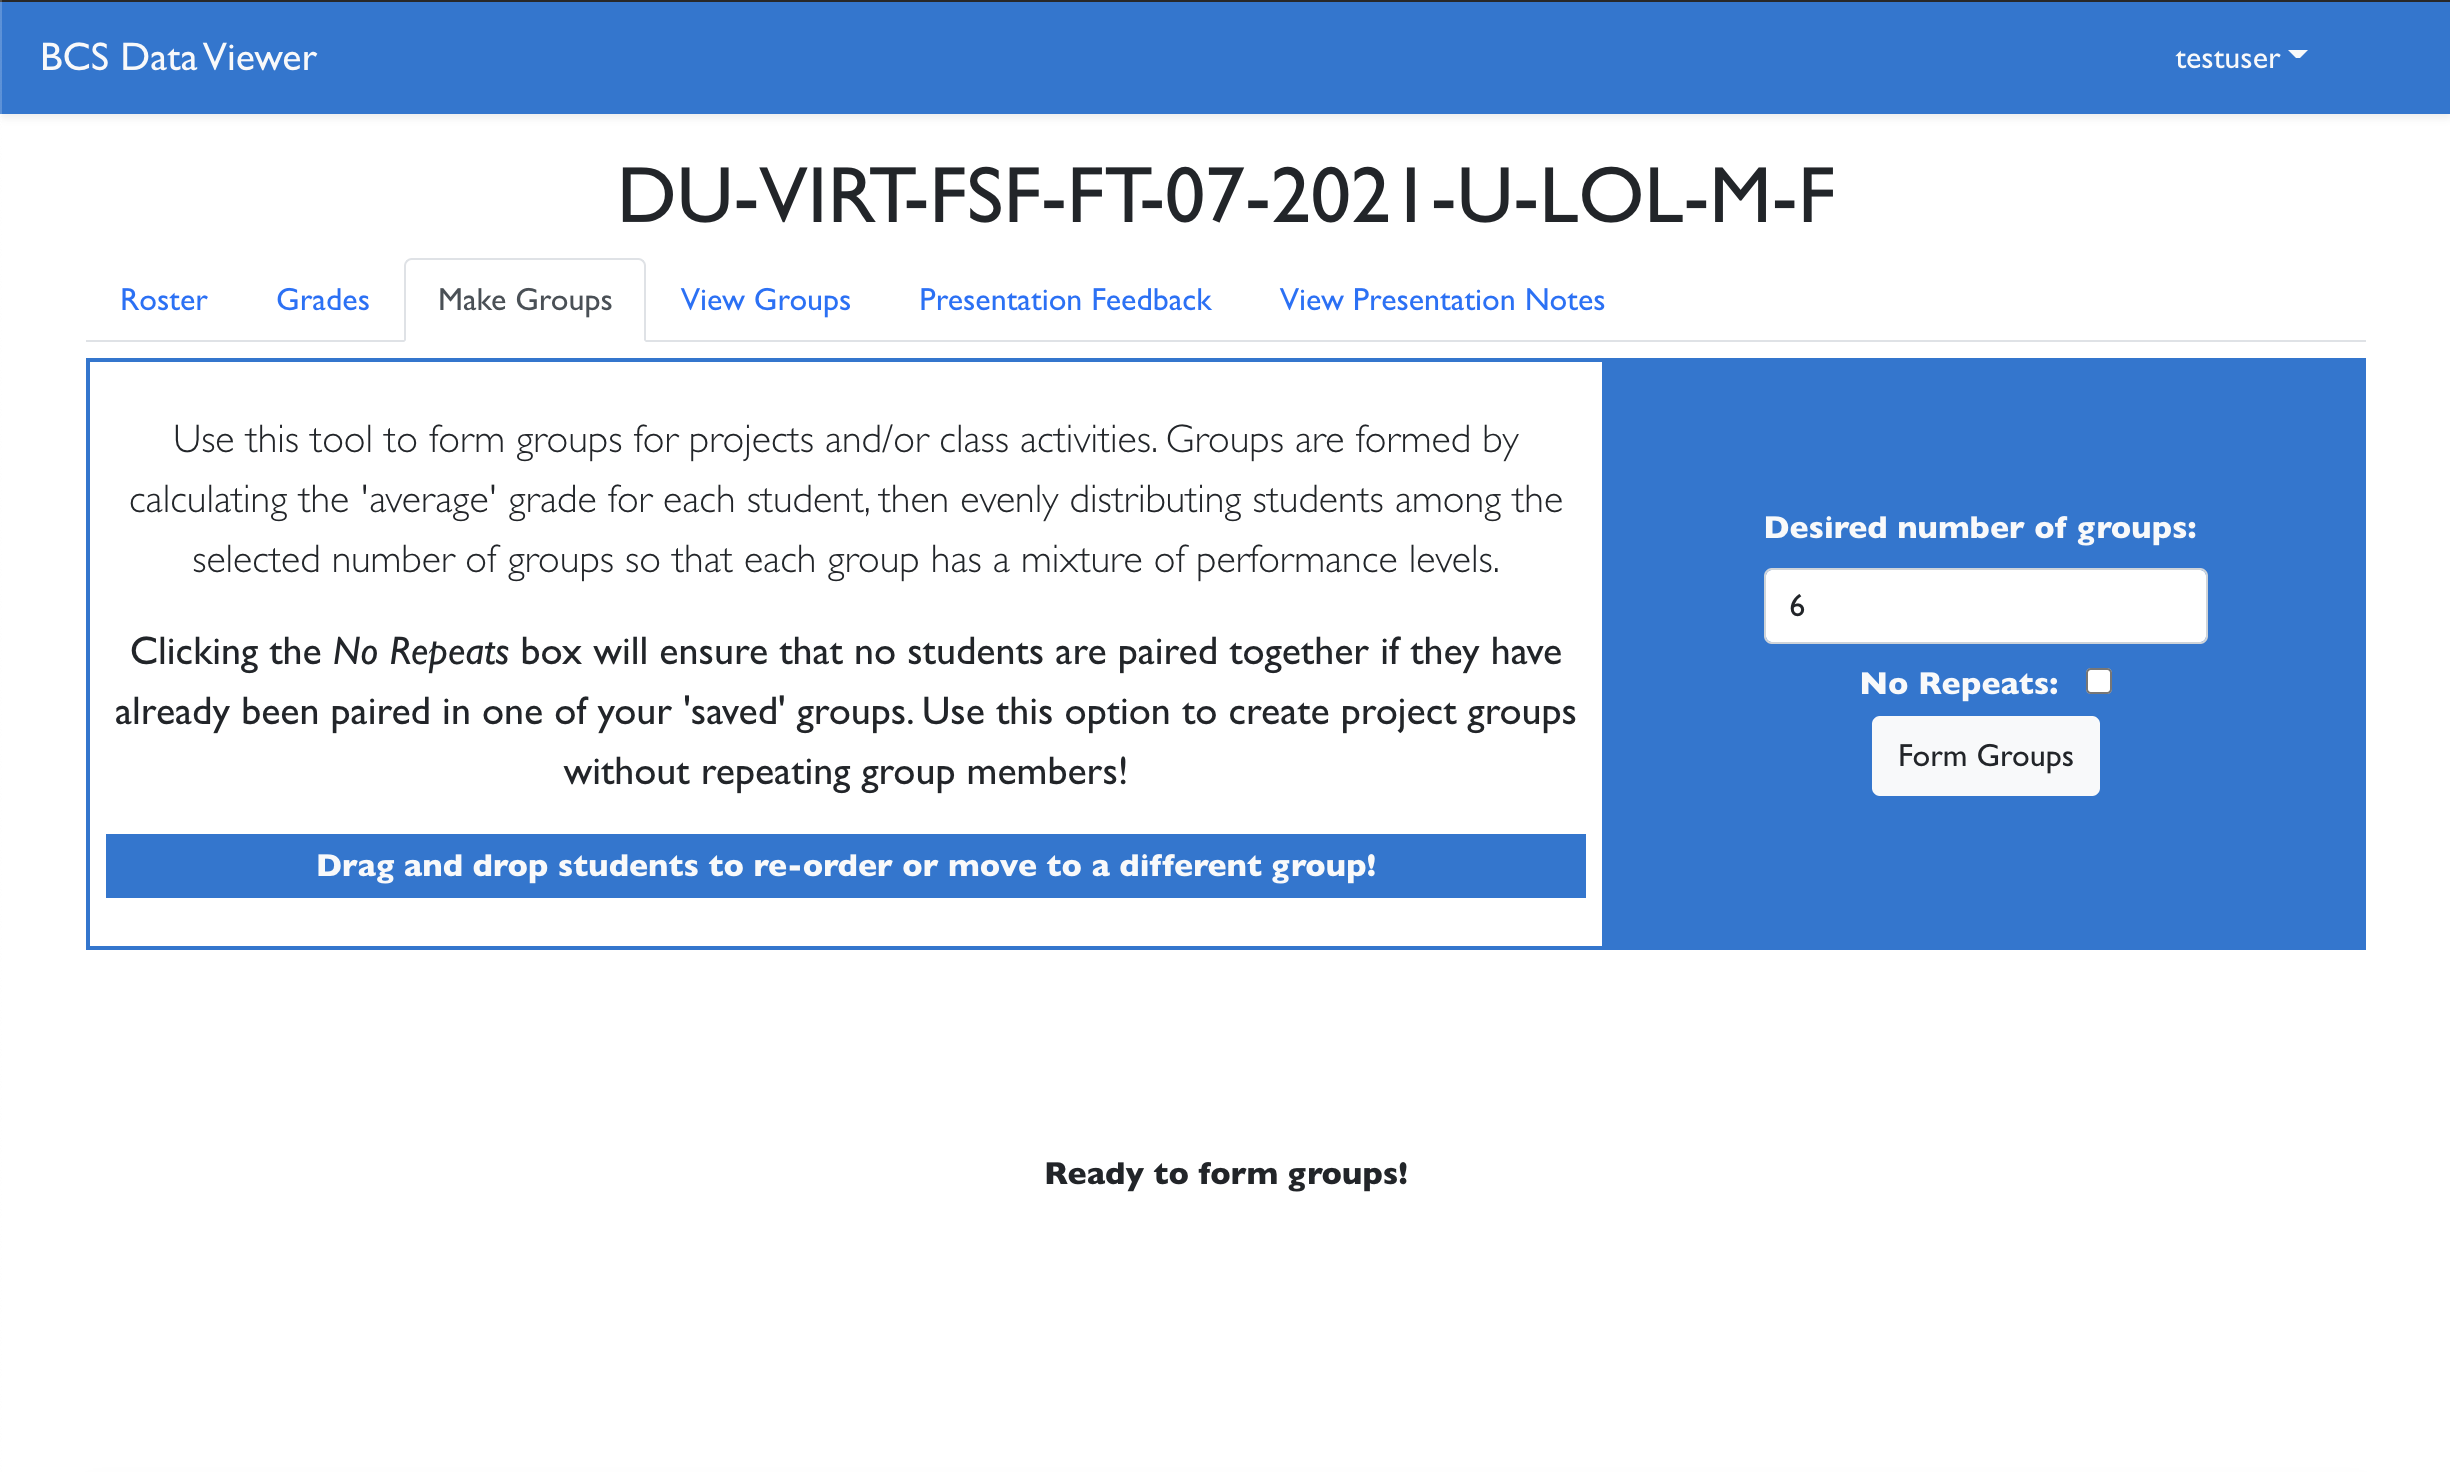 BCS Data Viewer
testuser
DU-VIRT-FSF-FT-07-2021-U-LOL-M-F
Roster
Grades
Make Groups
View Groups
Presentation Feedback
View Presentation Notes
Use this tool to form groups for projects and/or class activities. Groups are formed by
calculating the 'average' grade for each student, then evenly distributing students among the
selected number of groups so that each group has a mixture of performance levels.
Clicking the No Repeats box will ensure that no students are paired together if they have
already been paired in one of your 'saved' groups. Use this option to create project groups
without repeating group members!
Drag and drop students to re-order or move to a different group!
Desired number of groups:
6
No Repeats:
Form Groups
Ready to form groups!